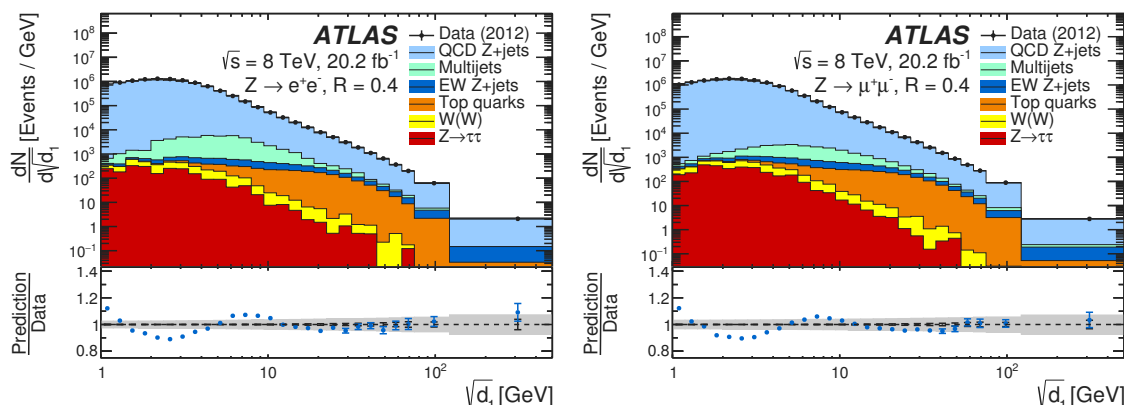 ATLAS
√s = 8 TeV, 20.2 fb⁻¹
Z → e⁺e⁻, R = 0.4
Data (2012)
QCD Z+jets
Multijets
EW Z+jets
Top quarks
W(W)
Z→ττ
dN/d√d₁ [Events / GeV]
10⁸
10⁷
10⁶
10⁵
10⁴
10³
10²
10
1
10⁻¹
Prediction
Data
1.4
1.2
1
0.8
1 10 10²
√d₁ [GeV]
ATLAS
√s = 8 TeV, 20.2 fb⁻¹
Z → μ⁺μ⁻, R = 0.4
Data (2012)
QCD Z+jets
Multijets
EW Z+jets
Top quarks
W(W)
Z→ττ
dN/d√d₁ [Events / GeV]
10⁸
10⁷
10⁶
10⁵
10⁴
10³
10²
10
1
10⁻¹
Prediction
Data
1.4
1.2
1
0.8
1 10 10²
√d₁ [GeV]